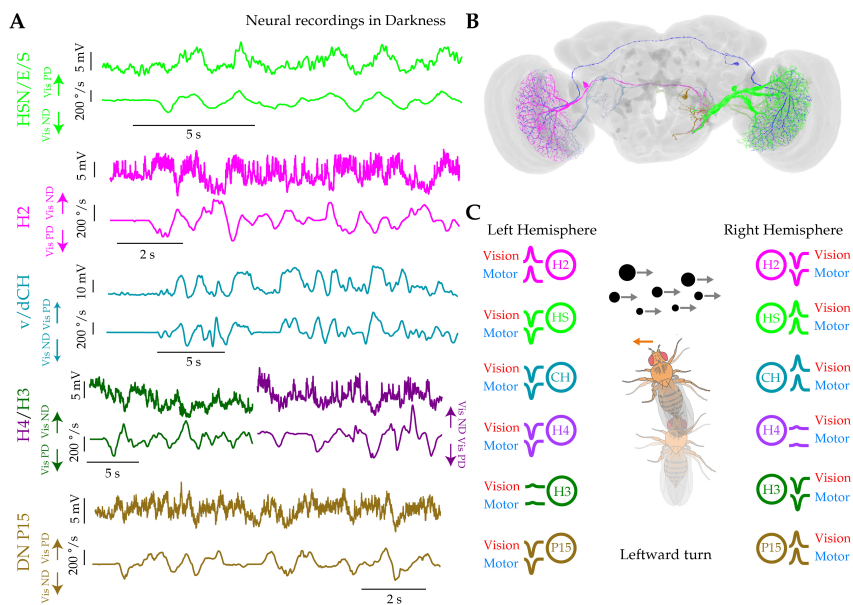 A
Neural recordings in Darkness
HSN/E/S
Vis ND Vis PD
5 mV
200 °/s
5 s
H2
Vis PD Vis ND
5 mV
200 °/s
2 s
v/dCH
Vis ND Vis PD
10 mV
200 °/s
5 s
H4/H3
Vis PD Vis ND
5 mV
200 °/s
5 s
5 mV
Vis ND Vis PD
DN P15
Vis ND Vis PD
5 mV
200 °/s
2 s
B
C
Left Hemisphere
Right Hemisphere
Vision
Motor
H2
H2
Vision
Motor
Vision
Motor
HS
HS
Vision
Motor
Vision
Motor
CH
CH
Vision
Motor
Vision
Motor
H4
H4
Vision
Motor
Vision
Motor
H3
H3
Vision
Motor
Vision
Motor
P15
P15
Vision
Motor
Leftward turn